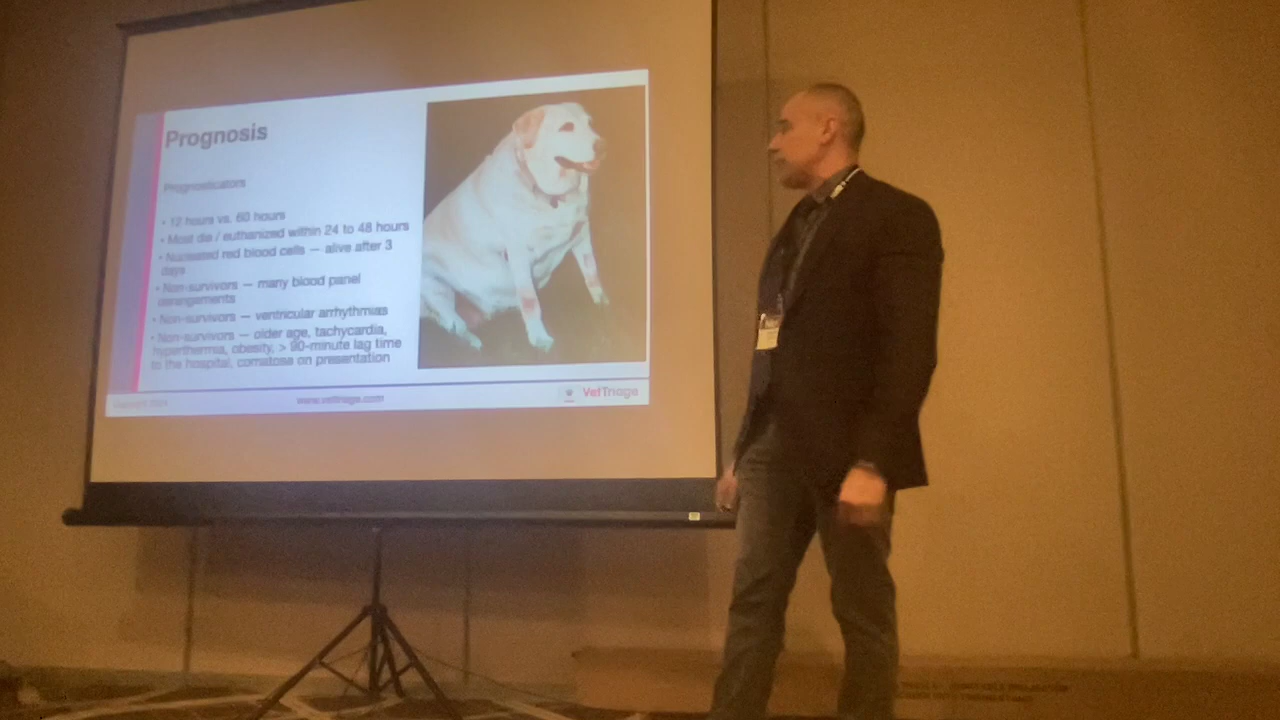 Prognosis
Prognosticators
• 12 hours vs. 60 hours
• Most die / euthanized within 24 to 48 hours
• Nucleated red blood cells — alive after 3
days
• Non-survivors — many blood panel
derangements
• Non-survivors — ventricular arrhythmias
• Non-survivors — older age, tachycardia,
hyperthermia, obesity, > 90-minute lag time
to the hospital, comatose on presentation
www.vettriage.com
VetTriage